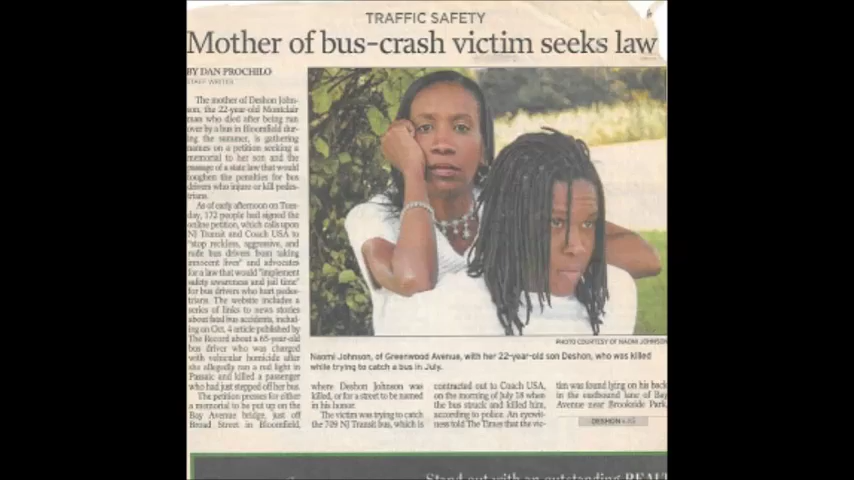 TRAFFIC SAFETY
Mother of bus-crash victim seeks law
BY DAN PROCHILO
STAFF WRITER
The mother of Deshon John-
son, the 22-year-old Montclair
man who died after being run
over by a bus in Bloomfield dur-
ing the summer, is gathering
names on a petition seeking a
memorial to her son and the
passage of a state law that would
toughen the penalties for bus
drivers who injure or kill pedes-
trians.
As of early afternoon on Tues-
day, 172 people had signed the
online petition, which calls upon
NJ Transit and Coach USA to
"stop reckless, aggressive, and
rude bus drivers from taking
innocent lives" and advocates
for a law that would "implement
safety awareness and jail time"
for bus drivers who hurt pedes-
trians. The website includes a
series of links to news stories
about fatal bus accidents, includ-
ing an Oct. 4 article published by
The Record about a 65-year-old
bus driver who was charged
with vehicular homicide after
she allegedly ran a red light in
Passaic and killed a passenger
who had just stepped off her bus.
The petition presses for either
a memorial to be put up on the
Bay Avenue bridge, just off
Broad Street in Bloomfield,
PHOTO COURTESY OF NAOMI JOHNSON
Naomi Johnson, of Greenwood Avenue, with her 22-year-old son Deshon, who was killed
while trying to catch a bus in July.
where Deshon Johnson was
killed, or for a street to be named
in his honor.
The victim was trying to catch
the 709 NJ Transit bus, which is
contracted out to Coach USA,
on the morning of July 18 when
the bus struck and killed him,
according to police. An eyewit-
ness told The Times that the vic-
tim was found lying on his back
in the eastbound lane of Bay
Avenue near Brookside Park,
DESHON
Stand out with an outstanding